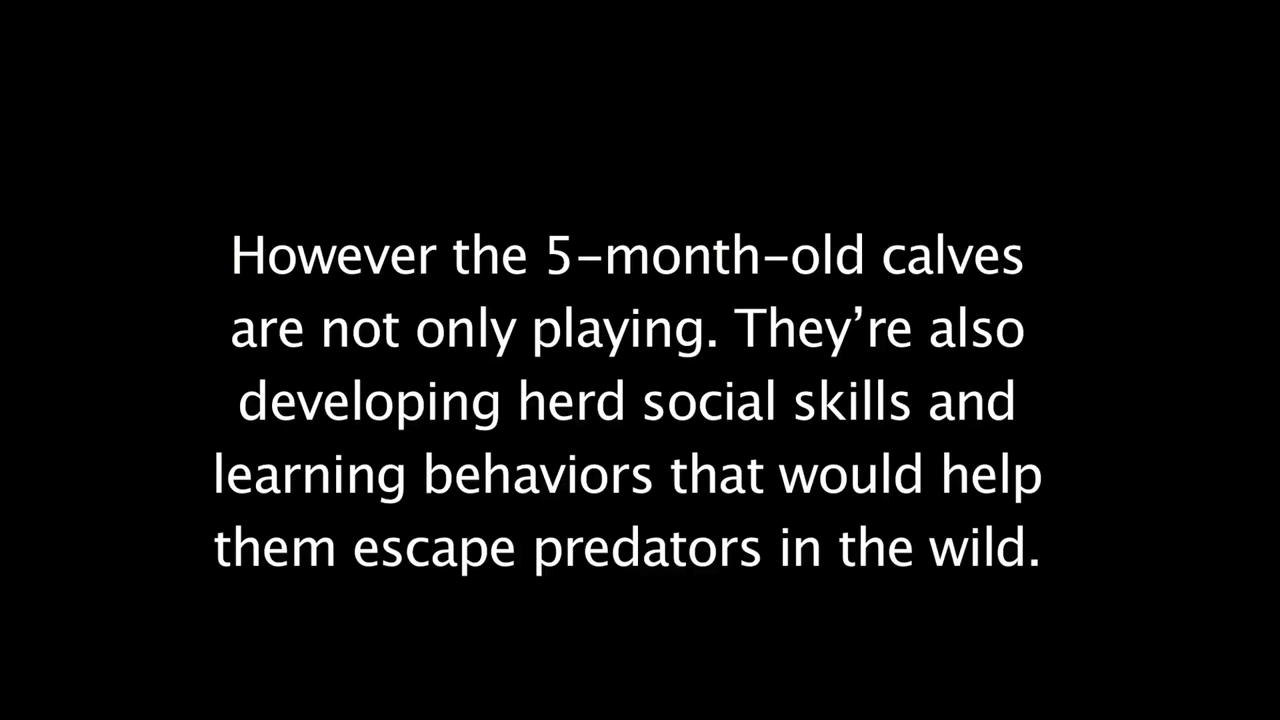 However the 5-month-old calves
are not only playing. They’re also
developing herd social skills and
learning behaviors that would help
them escape predators in the wild.